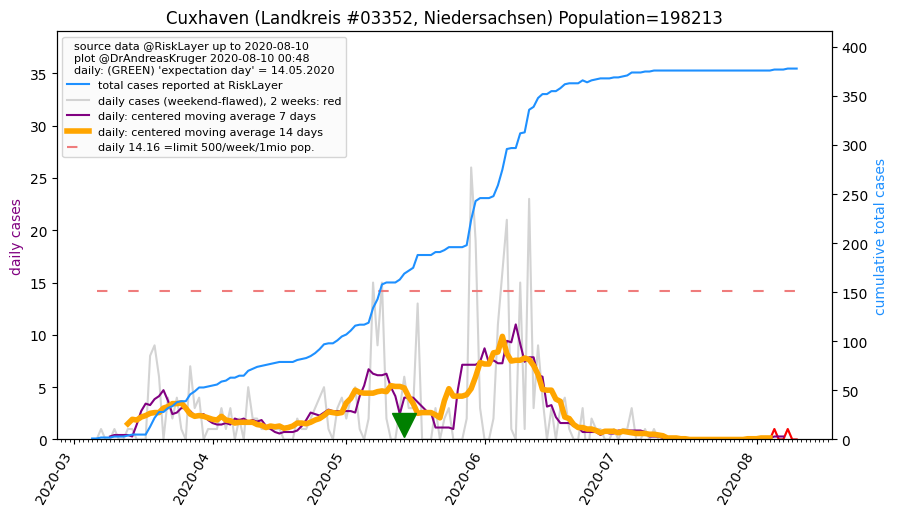 Cuxhaven (Landkreis #03352, Niedersachsen) Population=198213
source data @RiskLayer up to 2020-08-10
plot @DrAndreasKruger 2020-08-10 00:48
daily: (GREEN) 'expectation day' = 14.05.2020
total cases reported at RiskLayer
daily cases (weekend-flawed), 2 weeks: red
daily: centered moving average 7 days
daily: centered moving average 14 days
daily 14.16 =limit 500/week/1mio pop.
daily cases
35
30
25
20
15
10
5
0
cumulative total cases
400
350
300
250
200
150
100
50
0
2020-03
2020-04
2020-05
2020-06
2020-07
2020-08